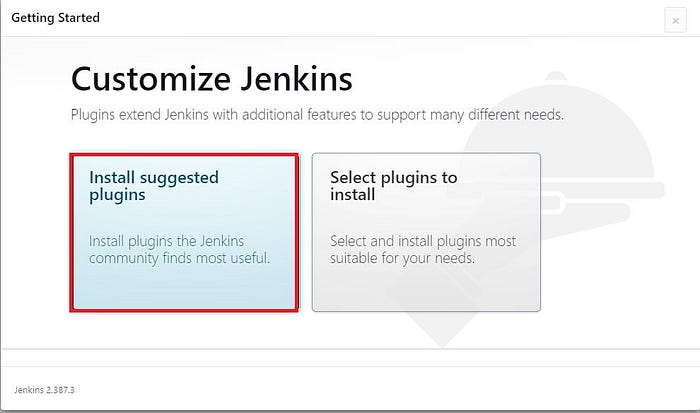 Getting Started
×
Customize Jenkins
Plugins extend Jenkins with additional features to support many different needs.
Install suggested
plugins
Install plugins the Jenkins
community finds most useful.
Select plugins to
install
Select and install plugins most
suitable for your needs.
Jenkins 2.387.3